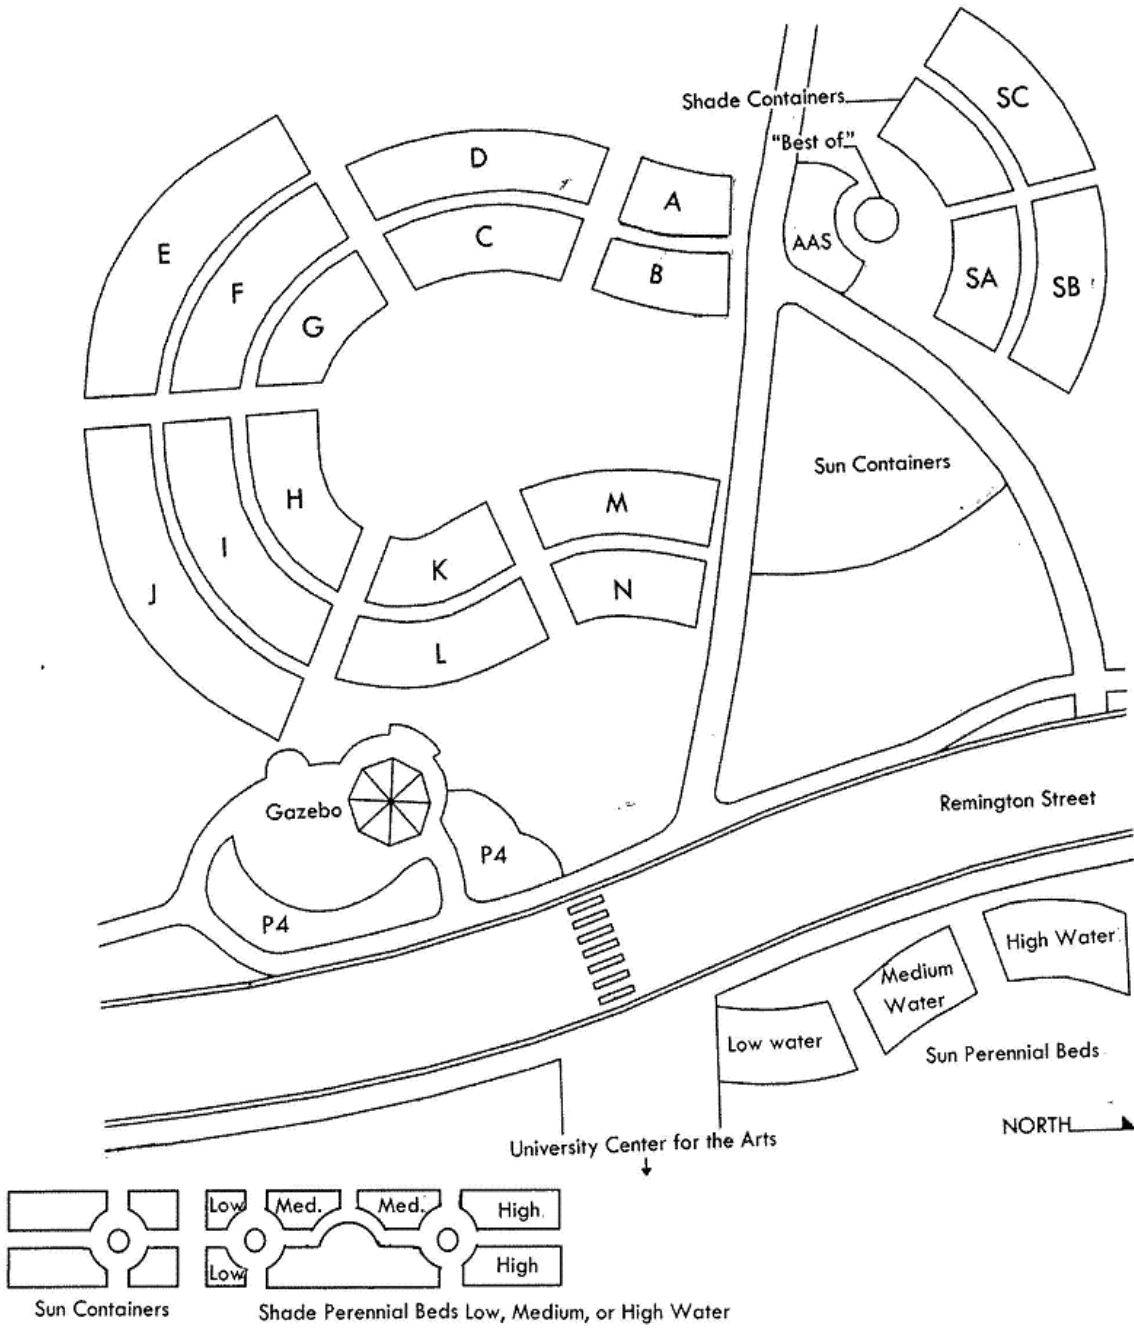 SC
Shade Containers
"Best of"
D
A
E
C
AAS
B
SA
SB
F
G
Sun Containers
H
M
I
K
N
J
L
Gazebo
Remington Street
P4
P4
High Water
Medium
Water
Low water
Sun Perennial Beds
NORTH
University Center for the Arts
Low
Med.
Med.
High
Low
High
Sun Containers
Shade Perennial Beds Low, Medium, or High Water